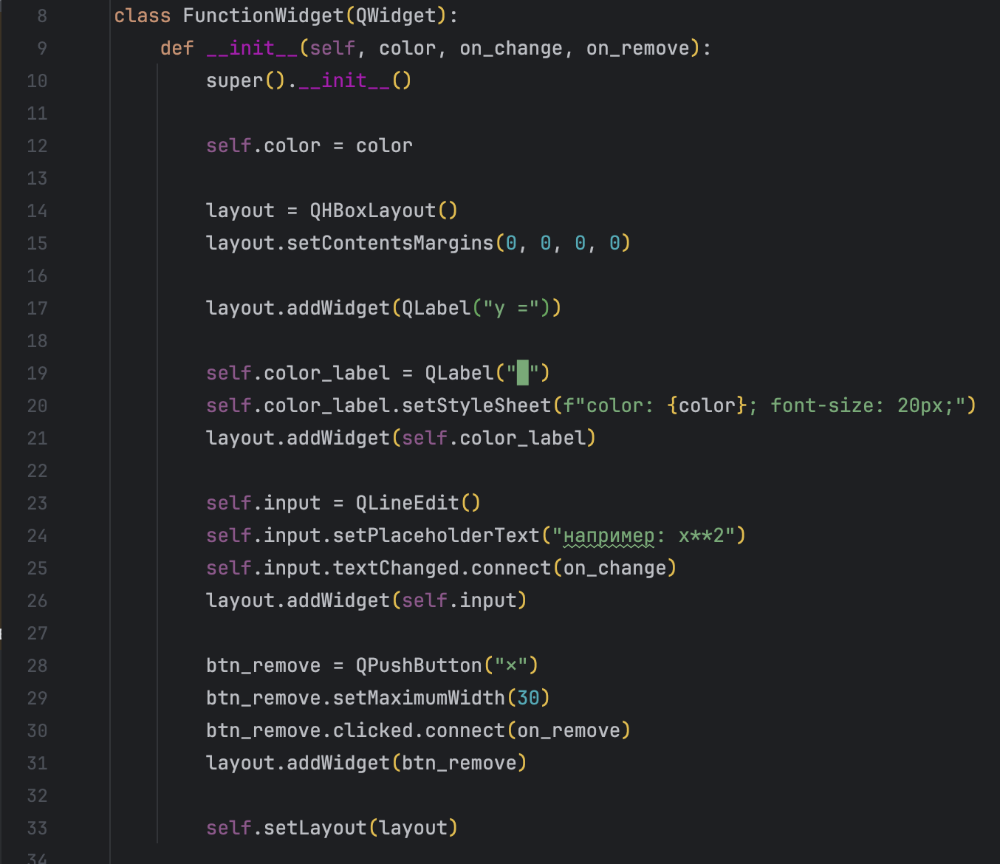 8 class FunctionWidget(QWidget):
9 def __init__(self, color, on_change, on_remove):
10 super().__init__()
11
12 self.color = color
13
14 layout = QHBoxLayout()
15 layout.setContentsMargins(0, 0, 0, 0)
16
17 layout.addWidget(QLabel("y ="))
18
19 self.color_label = QLabel("█")
20 self.color_label.setStyleSheet(f"color: {color}; font-size: 20px;")
21 layout.addWidget(self.color_label)
22
23 self.input = QLineEdit()
24 self.input.setPlaceholderText("например: x**2")
25 self.input.textChanged.connect(on_change)
26 layout.addWidget(self.input)
27
28 btn_remove = QPushButton("×")
29 btn_remove.setMaximumWidth(30)
30 btn_remove.clicked.connect(on_remove)
31 layout.addWidget(btn_remove)
32
33 self.setLayout(layout)
34